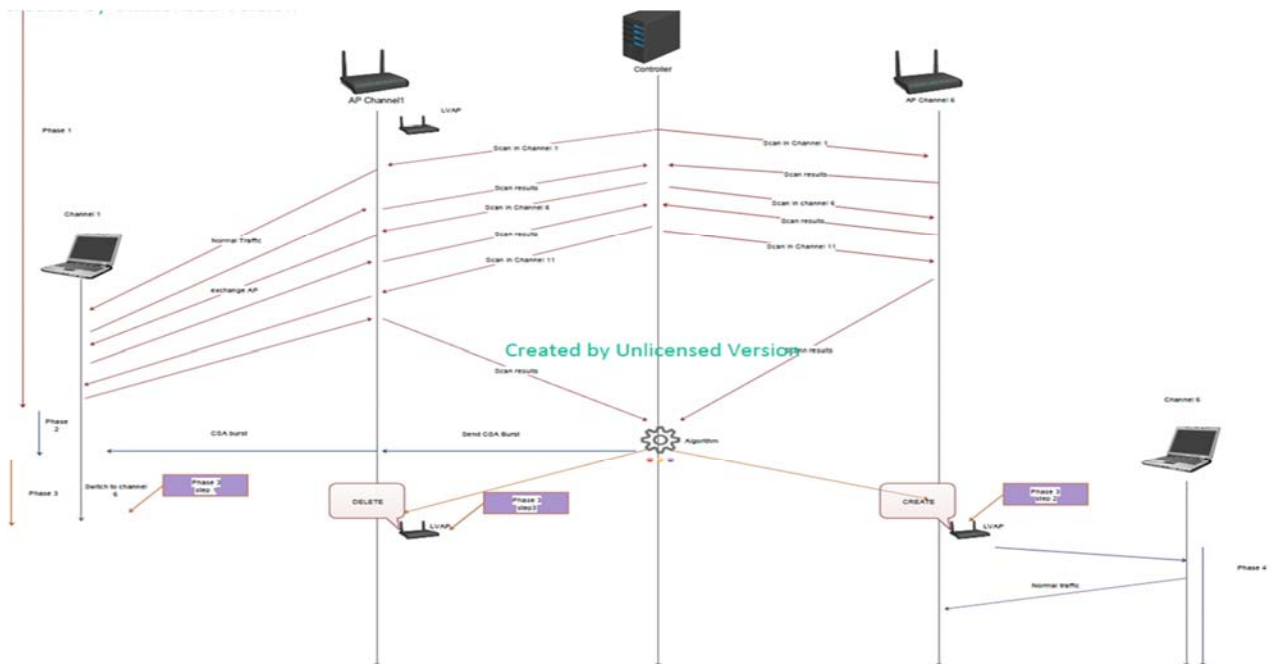 Controller
AP Channel1
AP Channel 6
LVAP
Phase 1
Scan in Channel 1
Scan in Channel 1
Scan results
Scan results
Scan in Channel 6
Scan in channel 6
Channel 1
Scan results
Scan results
Normal Traffic
Scan in Channel 11
Scan in Channel 11
exchange AP
Created by Unlicensed Version
Scan results
Channel 6
Phase
2
CSA burst
Send CSA Burst
Algorithm
Phase 3
Switch to channel
6
Phase 3
DELETE
Phase 3
step3
LVAP
CREATE
Phase 3
step 2
LVAP
Phase 4
Normal traffic